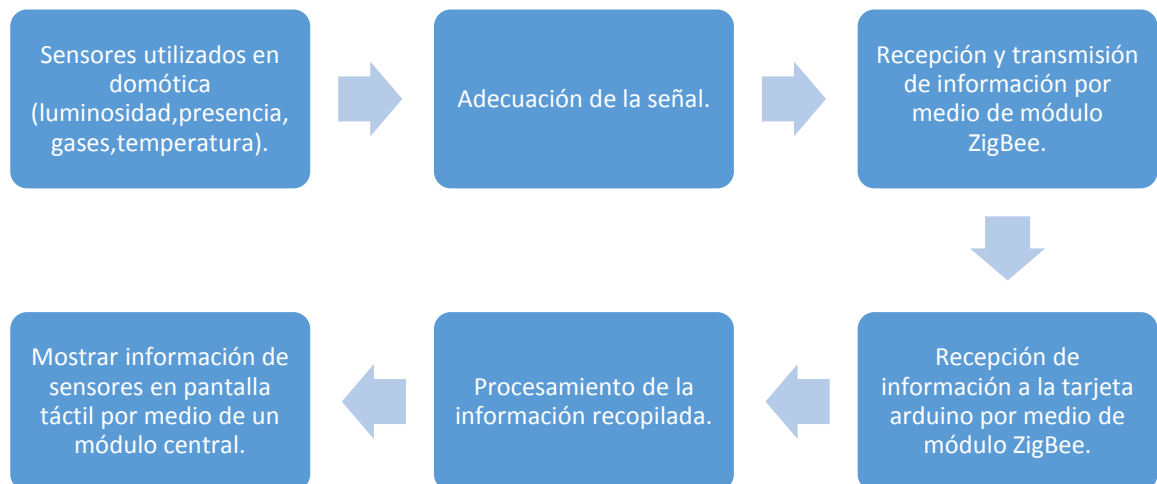 Sensores utilizados en
domótica
(luminosidad,presencia,
gases,temperatura).
Adecuación de la señal.
Recepción y transmisión
de información por
medio de módulo
ZigBee.
Recepción de
información a la tarjeta
arduino por medio de
módulo ZigBee.
Procesamiento de la
información recopilada.
Mostrar información de
sensores en pantalla
táctil por medio de un
módulo central.